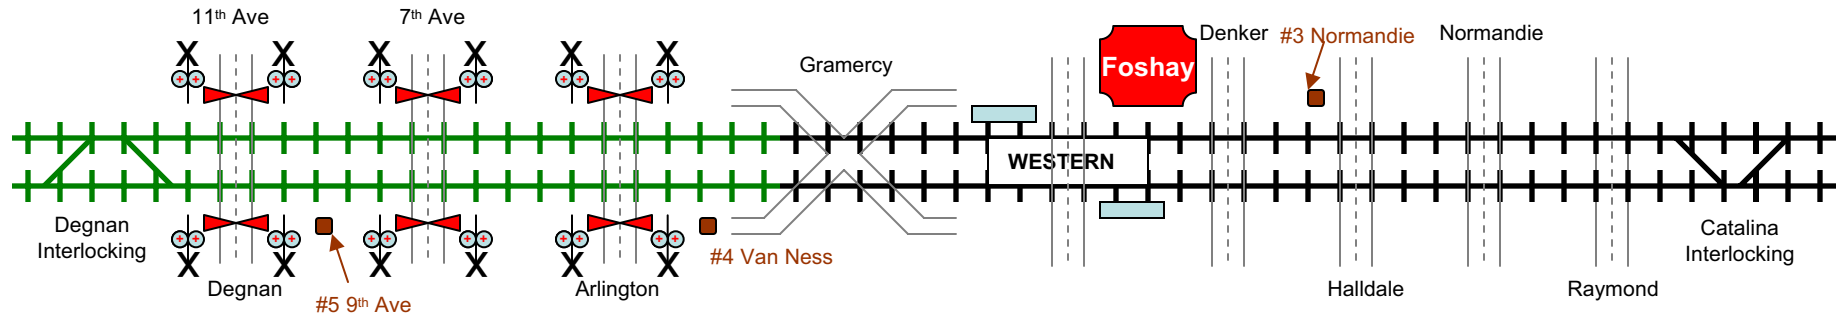 11th Ave
7th Ave
Gramercy
Foshay
Denker
#3 Normandie
Normandie
X X X X X X
WESTERN
Degnan
Interlocking
Catalina
Interlocking
X X X X X X
#4 Van Ness
Degnan
Arlington
Halldale
Raymond
#5 9th Ave